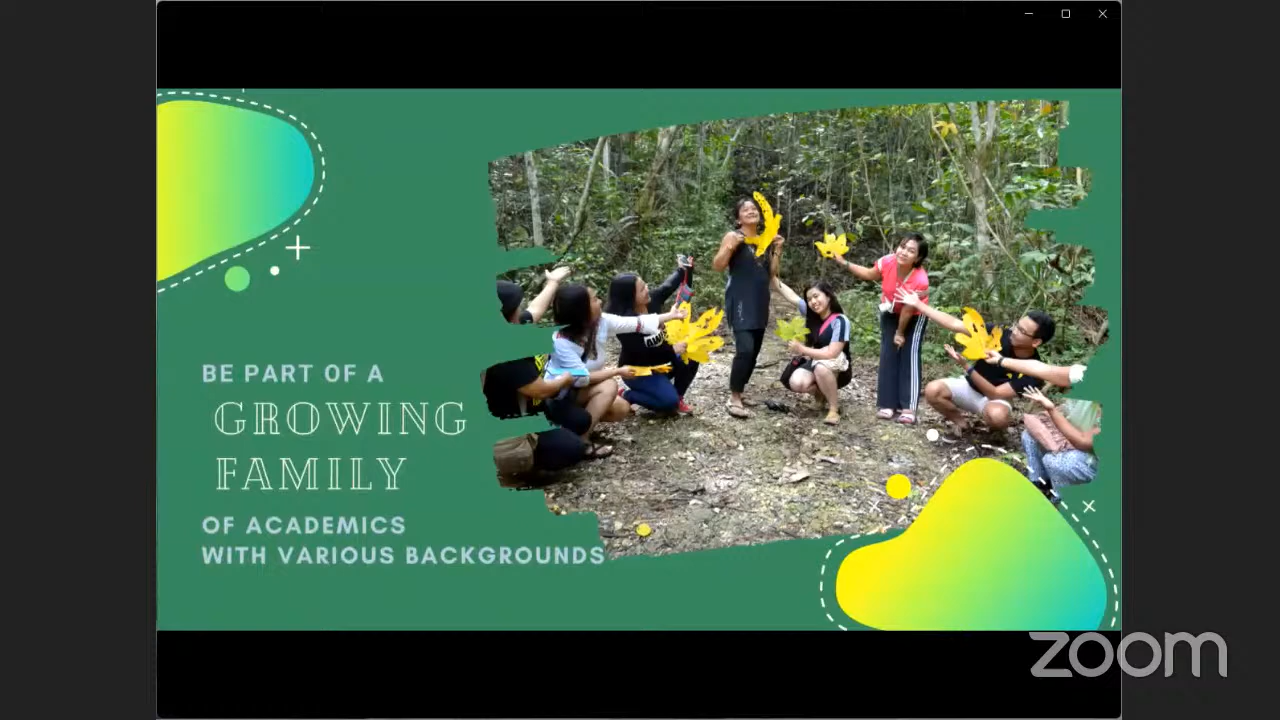 BE PART OF A
GROWING
FAMILY
OF ACADEMICS
WITH VARIOUS BACKGROUNDS
zoom